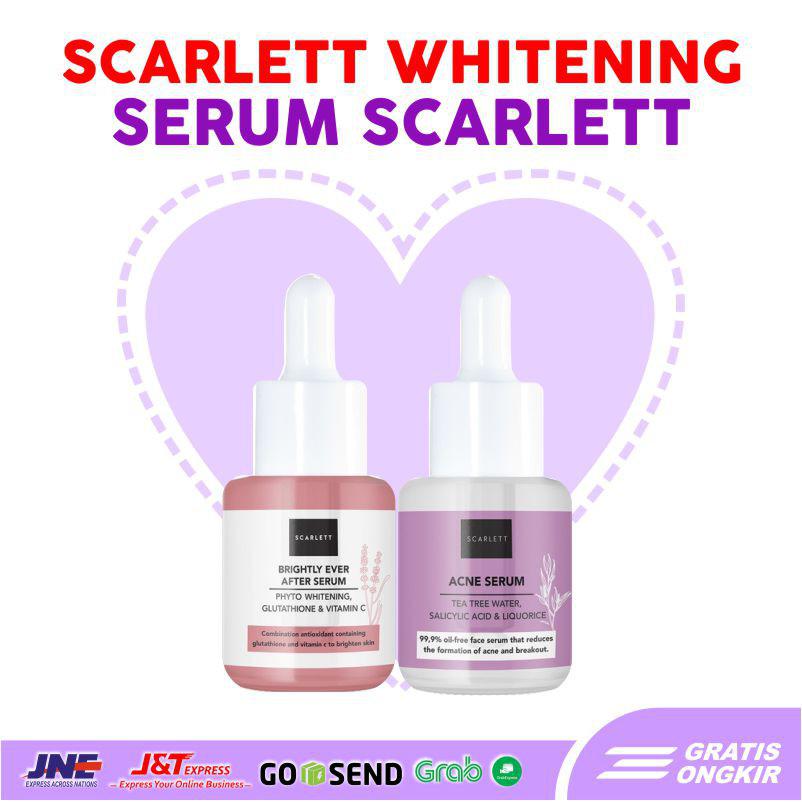 SCARLETT WHITENING
SERUM SCARLETT
SCARLETT
BRIGHTLY EVER
AFTER SERUM
PHYTO WHITENING,
GLUTATHIONE & VITAMIN C
Combination antioxidant containing
glutathione and vitamin c to brighten skin
SCARLETT
ACNE SERUM
TEA TREE WATER,
SALICYLIC ACID & LIQUORICE
99,9% oil-free face serum that reduces
the formation of acne and breakout.
JNE
EXPRESS ACROSS NATIONS
J&T EXPRESS
Express Your Online Business
GO SEND
Grab
GrabExpress
GRATIS
ONGKIR